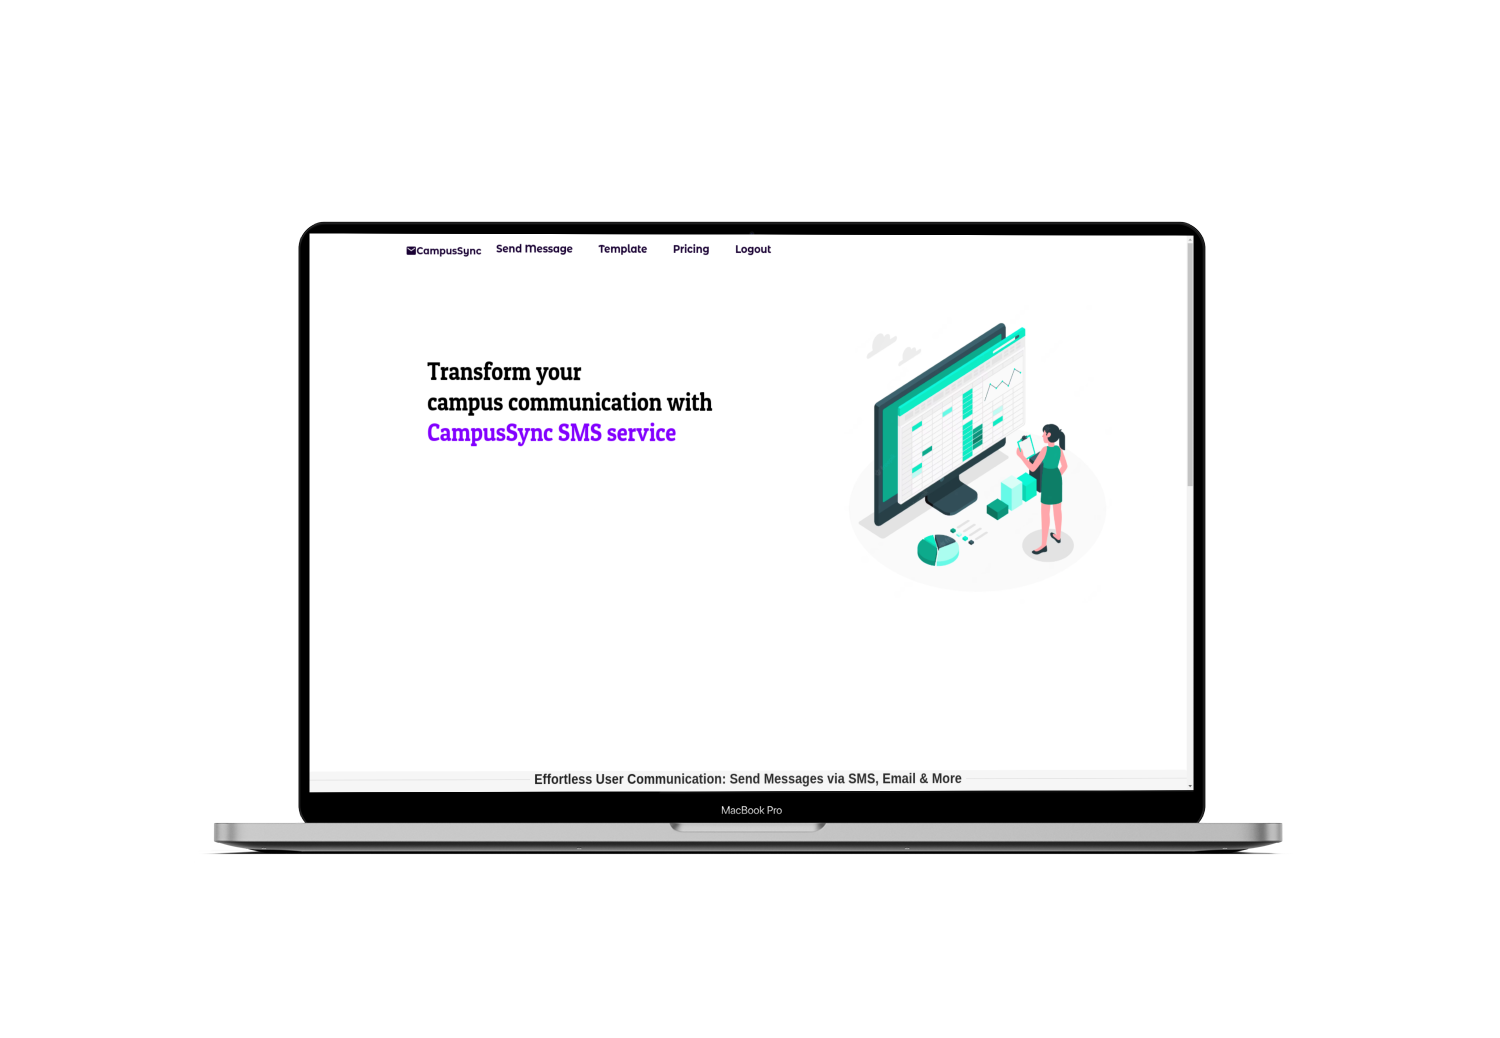 CampusSync Send Message Template Pricing Logout
Transform your
campus communication with
CampusSync SMS service
Effortless User Communication: Send Messages via SMS, Email & More
MacBook Pro